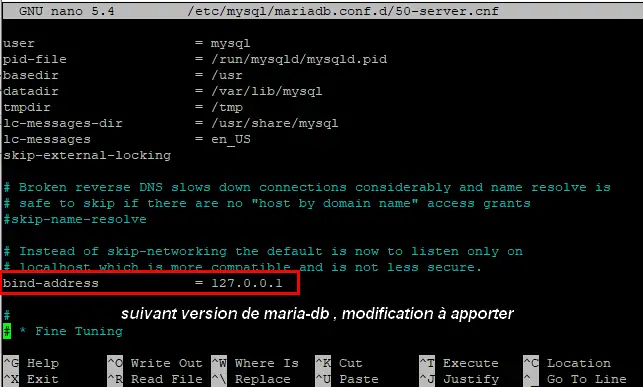 GNU nano 5.4 /etc/mysql/mariadb.conf.d/50-server.cnf
user = mysql
pid-file = /run/mysqld/mysqld.pid
basedir = /usr
datadir = /var/lib/mysql
tmpdir = /tmp
lc-messages-dir = /usr/share/mysql
lc-messages = en_US
skip-external-locking
# Broken reverse DNS slows down connections considerably and name resolve is
# safe to skip if there are no "host by domain name" access grants
#skip-name-resolve
# Instead of skip-networking the default is now to listen only on
# localhost which is more compatible and is not less secure.
bind-address = 127.0.0.1
suivant version de maria-db , modification à apporter
#
# * Fine Tuning
^G Help ^O Write Out ^W Where Is ^K Cut ^T Execute ^C Location
^X Exit ^R Read File ^\ Replace ^U Paste ^J Justify ^_ Go To Line